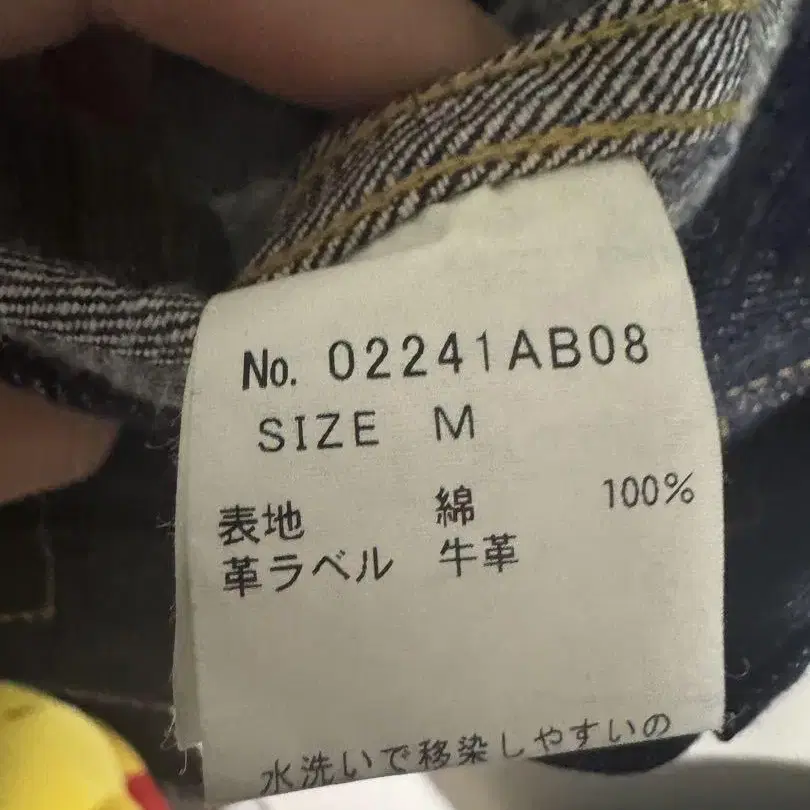 No. 02241AB08
SIZE M
表地 綿 100%
革ラベル 牛革
水洗いで移染しやすいの